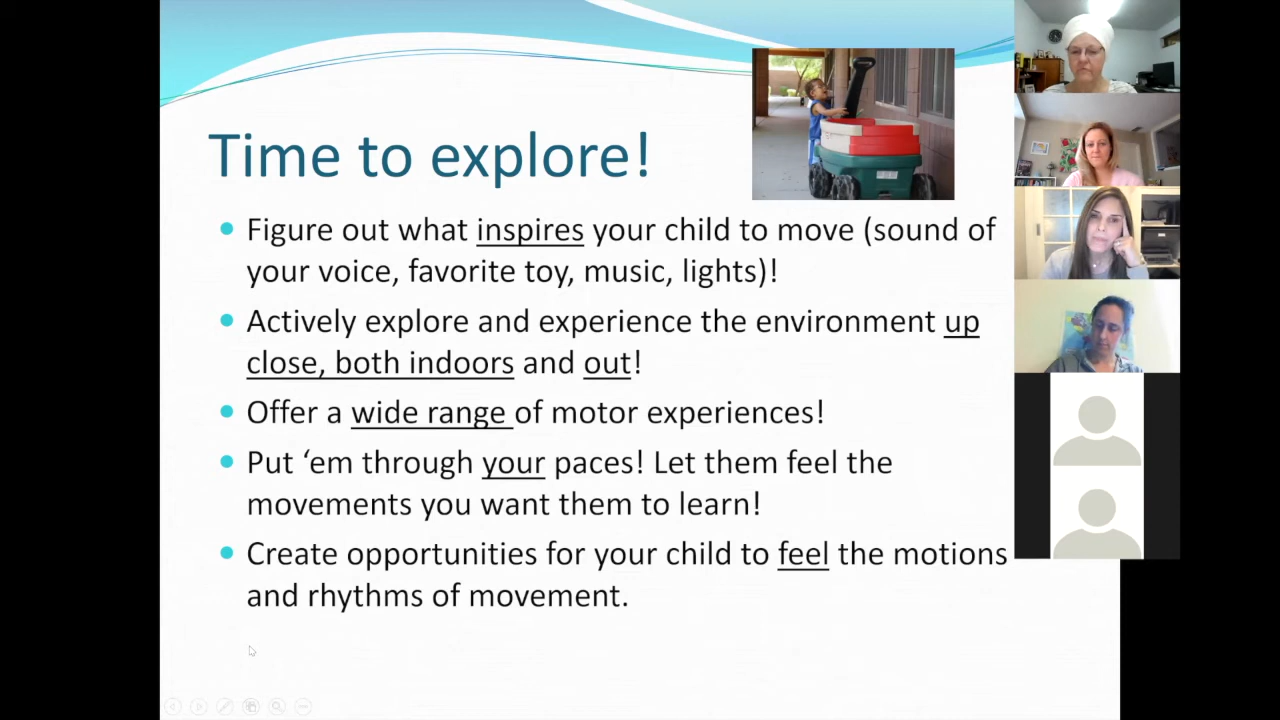 Time to explore!
Figure out what inspires your child to move (sound of
your voice, favorite toy, music, lights)!
Actively explore and experience the environment up
close, both indoors and out!
Offer a wide range of motor experiences!
Put ‘em through your paces! Let them feel the
movements you want them to learn!
Create opportunities for your child to feel the motions
and rhythms of movement.